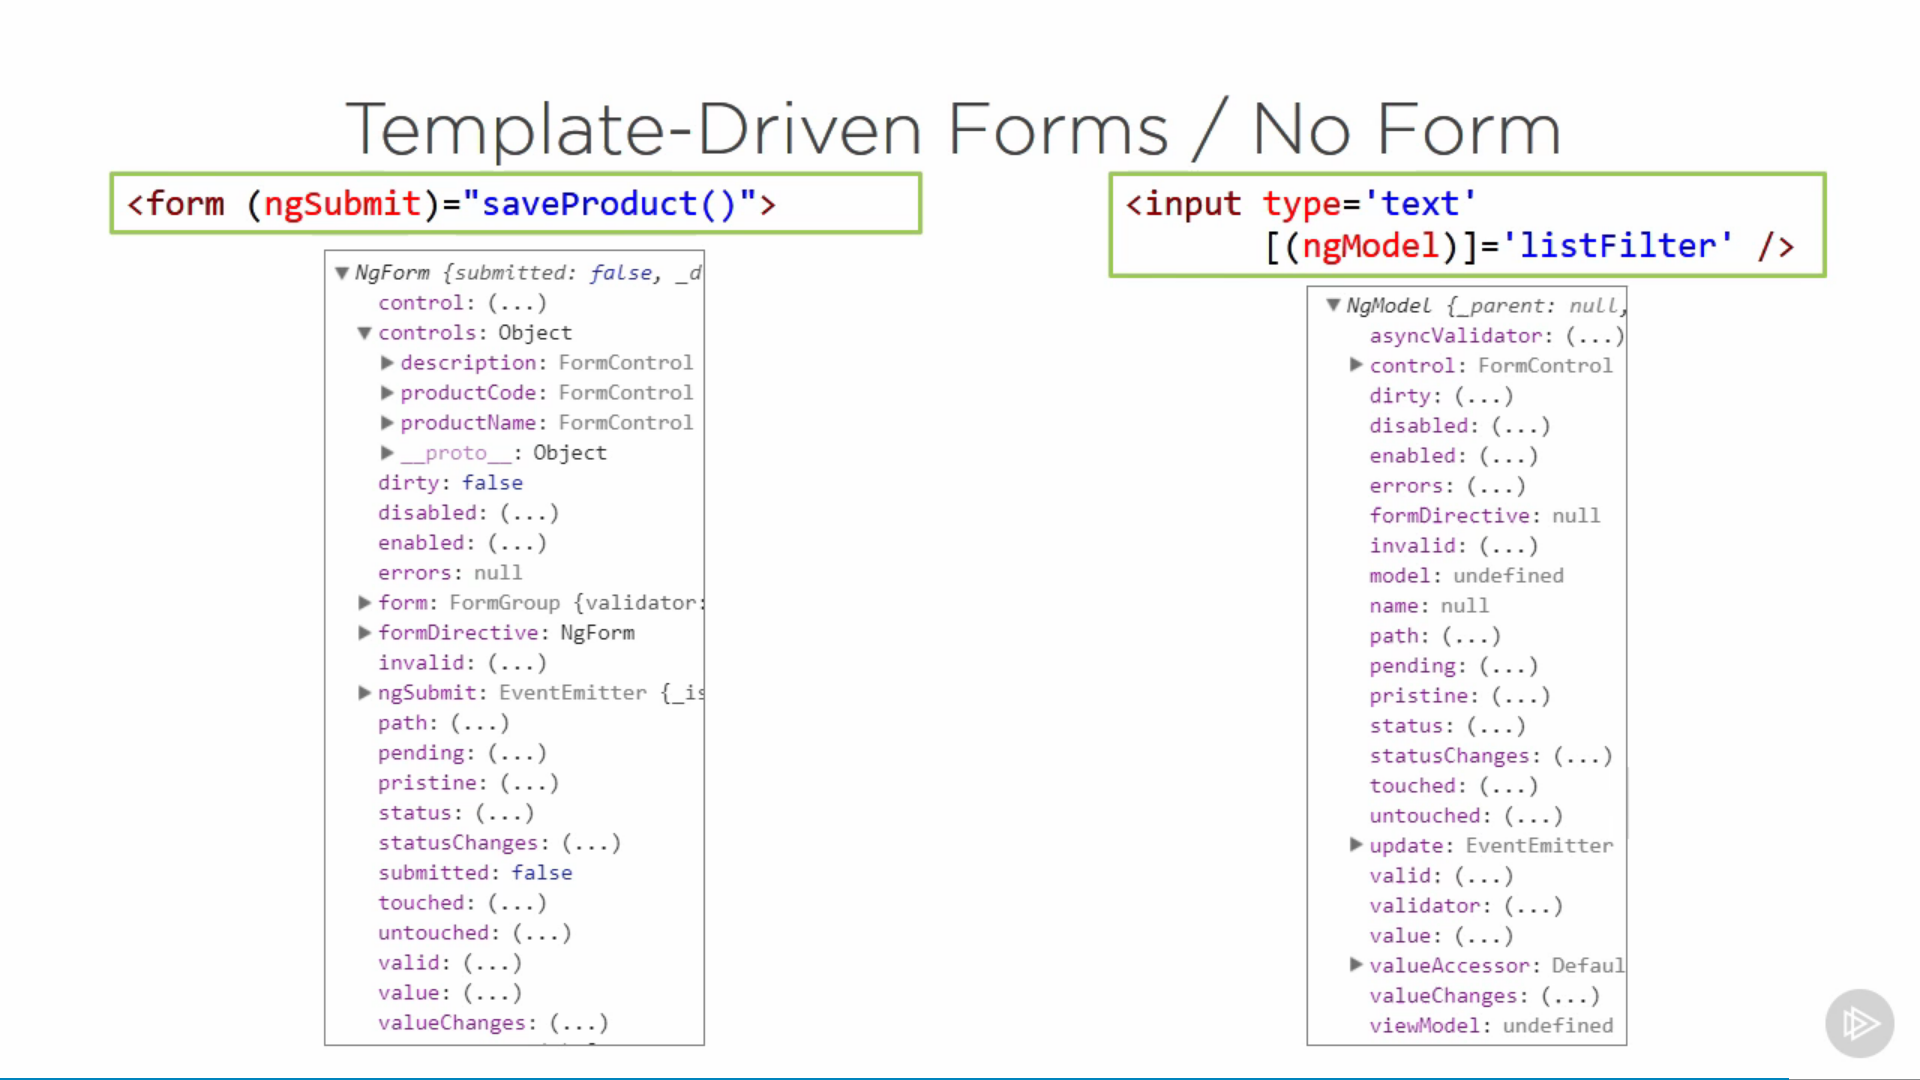 Template-Driven Forms / No Form
<form (ngSubmit)="saveProduct()">
▼NgForm {submitted: false, _d
control: (...)
▼controls: Object
▶description: FormControl
▶productCode: FormControl
▶productName: FormControl
▶__proto__: Object
dirty: false
disabled: (...)
enabled: (...)
errors: null
▶form: FormGroup {validator:
▶formDirective: NgForm
invalid: (...)
▶ngSubmit: EventEmitter {_is
path: (...)
pending: (...)
pristine: (...)
status: (...)
statusChanges: (...)
submitted: false
touched: (...)
untouched: (...)
valid: (...)
value: (...)
valueChanges: (...)
<input type='text'
[(ngModel)]='listFilter' />
▼NgModel {_parent: null,
asyncValidator: (...)
▶control: FormControl
dirty: (...)
disabled: (...)
enabled: (...)
errors: (...)
formDirective: null
invalid: (...)
model: undefined
name: null
path: (...)
pending: (...)
pristine: (...)
status: (...)
statusChanges: (...)
touched: (...)
untouched: (...)
▶update: EventEmitter
valid: (...)
validator: (...)
value: (...)
▶valueAccessor: Defaul
valueChanges: (...)
viewModel: undefined